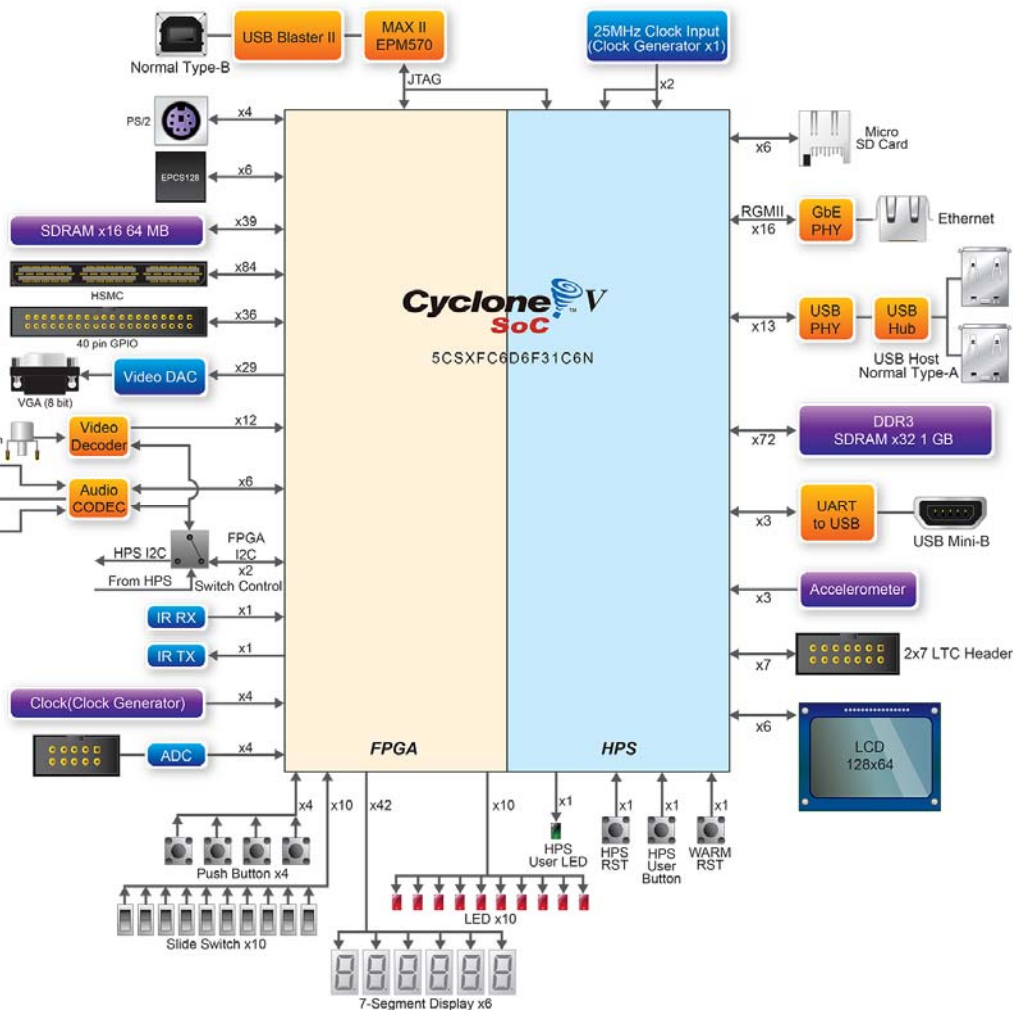 USB Blaster II
MAX II
EPM570
25MHz Clock Input
(Clock Generator x1)
Normal Type-B
JTAG
x2
PS/2
x4
EPCS128
x6
SDRAM x16 64 MB
x39
HSMC
x84
40 pin GPIO
x36
VGA (8 bit)
Video DAC
x29
Video
Decoder
x12
Audio
CODEC
x6
HPS I2C
From HPS
FPGA
I2C
x2
Switch Control
IR RX
x1
IR TX
x1
Clock(Clock Generator)
x4
ADC
x4
Cyclone V
SoC
TM
5CSXFC6D6F31C6N
FPGA
HPS
x6
Micro
SD Card
RGMII
x16
GbE
PHY
Ethernet
x13
USB
PHY
USB
Hub
USB Host
Normal Type-A
x72
DDR3
SDRAM x32 1 GB
x3
UART
to USB
USB Mini-B
x3
Accelerometer
x7
2x7 LTC Header
x6
LCD
128x64
x4
x10
x42
x10
x1
x1
x1
x1
Push Button x4
HPS
User LED
HPS
RST
HPS
User
Button
WARM
RST
Slide Switch x10
LED x10
7-Segment Display x6